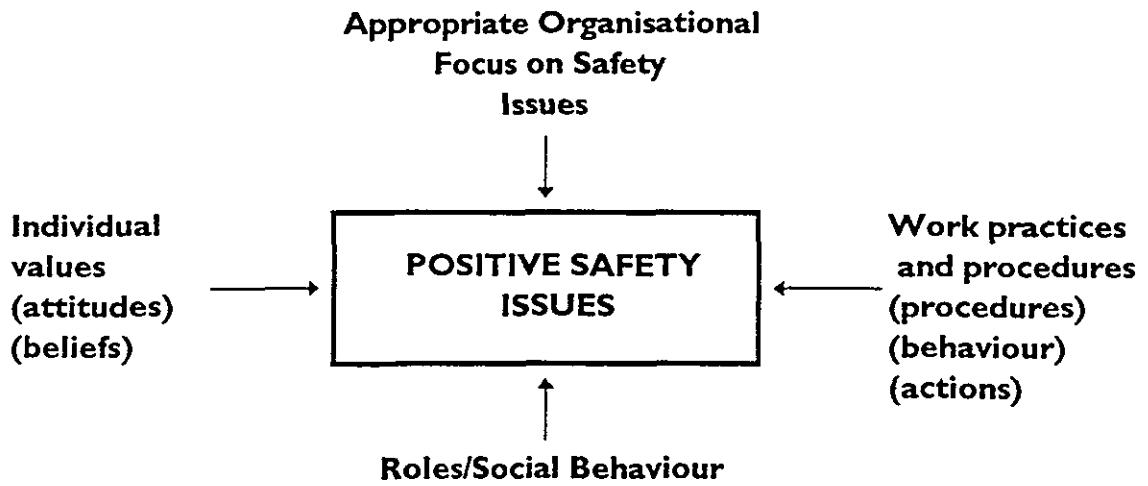 Appropriate Organisational
Focus on Safety
Issues
Individual
values
(attitudes)
(beliefs)
POSITIVE SAFETY
ISSUES
Work practices
and procedures
(procedures)
(behaviour)
(actions)
Roles/Social Behaviour